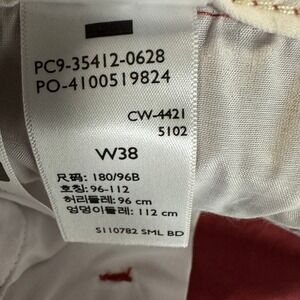 PC9-35412-0628
PO-4100519824
CW-4421
5102
W38
尺码: 180/96B
호칭: 96-112
허리둘레: 96 cm
엉덩이둘레: 112 cm
S110782 SML BD